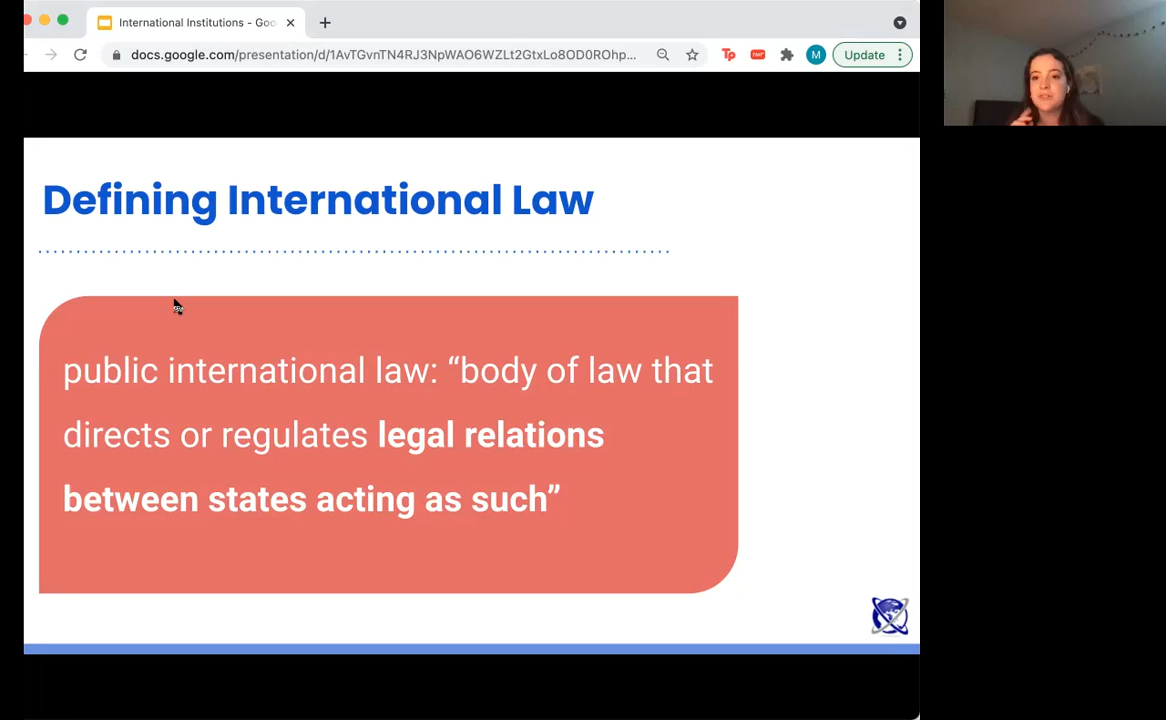 International Institutions - Goo
docs.google.com/presentation/d/1AvTGvnTN4RJ3NpWAO6WZLt2GtxLo8OD0ROhp...
Tp
M
Update
Defining International Law
public international law: “body of law that
directs or regulates legal relations
between states acting as such”